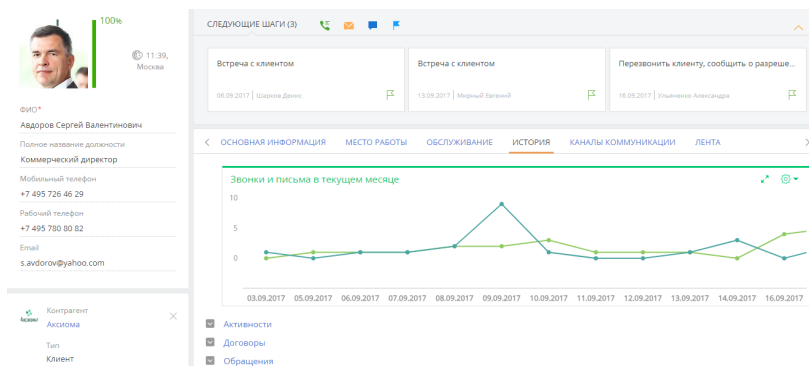 100%
11:39,
Москва
ФИО*
Авдоров Сергей Валентинович
Полное название должности
Коммерческий директор
Мобильный телефон
+7 495 726 46 29
Рабочий телефон
+7 495 780 80 82
Email
s.avdorov@yahoo.com
Аксиома
Контрагент
Аксиома
Тип
Клиент
СЛЕДУЮЩИЕ ШАГИ (3)
Встреча с клиентом
06.09.2017 | Шарков Денис
Встреча с клиентом
13.09.2017 | Мирный Евгений
Перезвонить клиенту, сообщить о разреше...
16.09.2017 | Ульяненко Александра
ОСНОВНАЯ ИНФОРМАЦИЯ МЕСТО РАБОТЫ ОБСЛУЖИВАНИЕ ИСТОРИЯ КАНАЛЫ КОММУНИКАЦИИ ЛЕНТА
Звонки и письма в текущем месяце
10
5
0
03.09.2017 05.09.2017 06.09.2017 07.09.2017 08.09.2017 09.09.2017 10.09.2017 11.09.2017 12.09.2017 13.09.2017 14.09.2017 16.09.2017
Активности
Договоры
Обращения